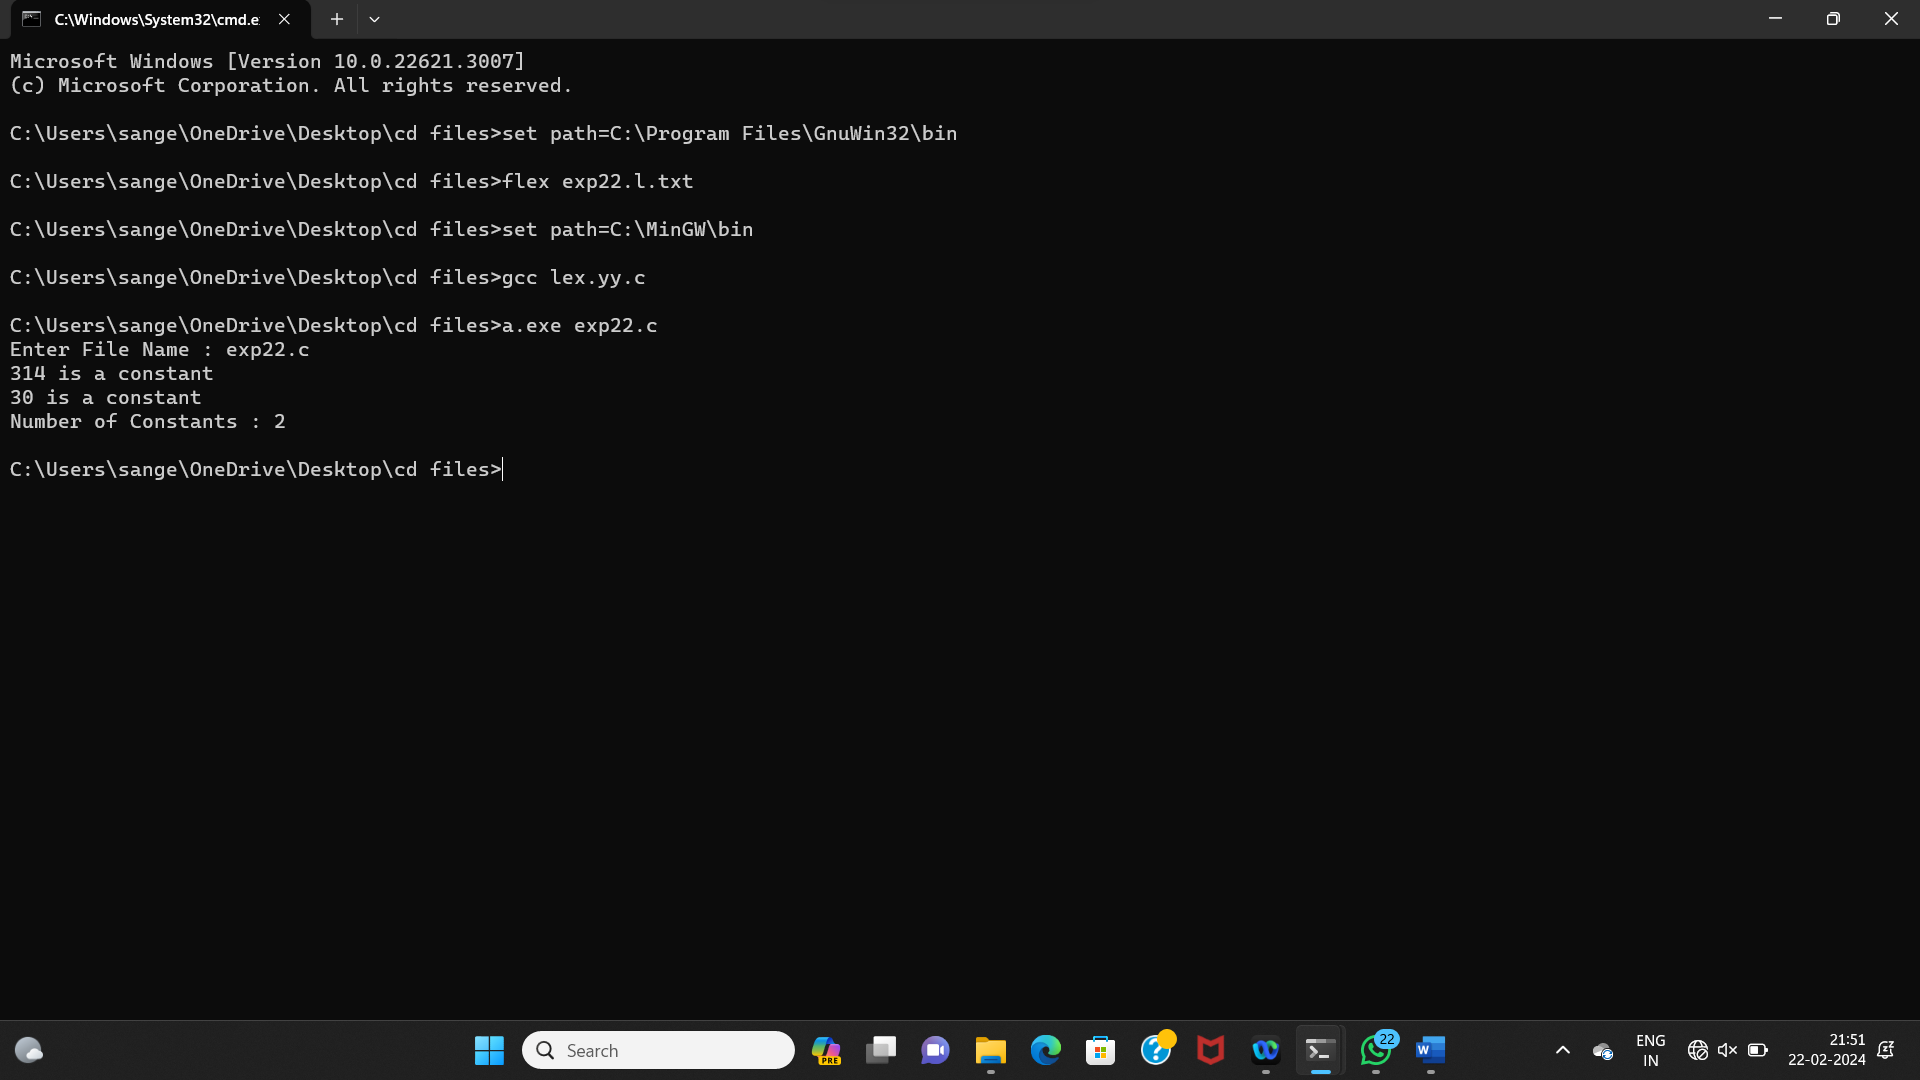 C:\Windows\System32\cmd.e
Microsoft Windows [Version 10.0.22621.3007]
(c) Microsoft Corporation. All rights reserved.
C:\Users\sange\OneDrive\Desktop\cd files>set path=C:\Program Files\GnuWin32\bin
C:\Users\sange\OneDrive\Desktop\cd files>flex exp22.l.txt
C:\Users\sange\OneDrive\Desktop\cd files>set path=C:\MinGW\bin
C:\Users\sange\OneDrive\Desktop\cd files>gcc lex.yy.c
C:\Users\sange\OneDrive\Desktop\cd files>a.exe exp22.c
Enter File Name : exp22.c
314 is a constant
30 is a constant
Number of Constants : 2
C:\Users\sange\OneDrive\Desktop\cd files>
Search
PRE
22
W
ENG
IN
21:51
22-02-2024